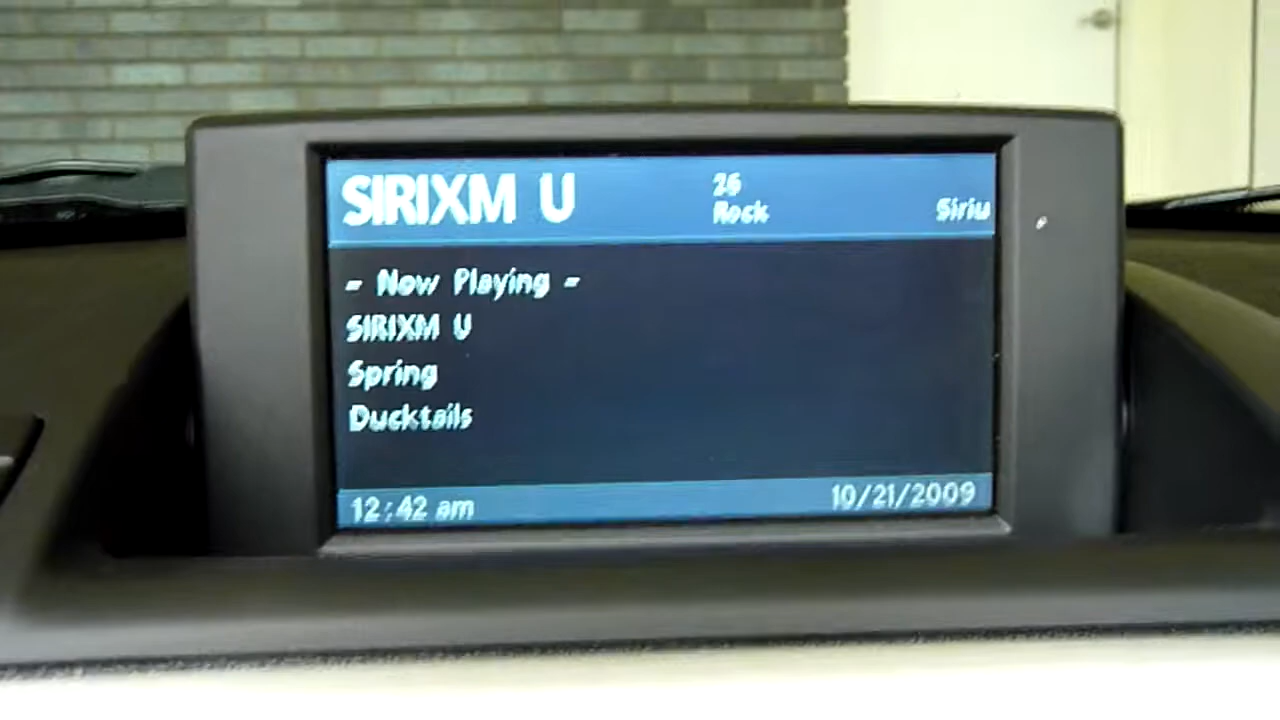 SIRIXM U
26
Rock
Siriu
- Now Playing -
SIRIXM U
Spring
Ducktails
12:42 am
10/21/2009